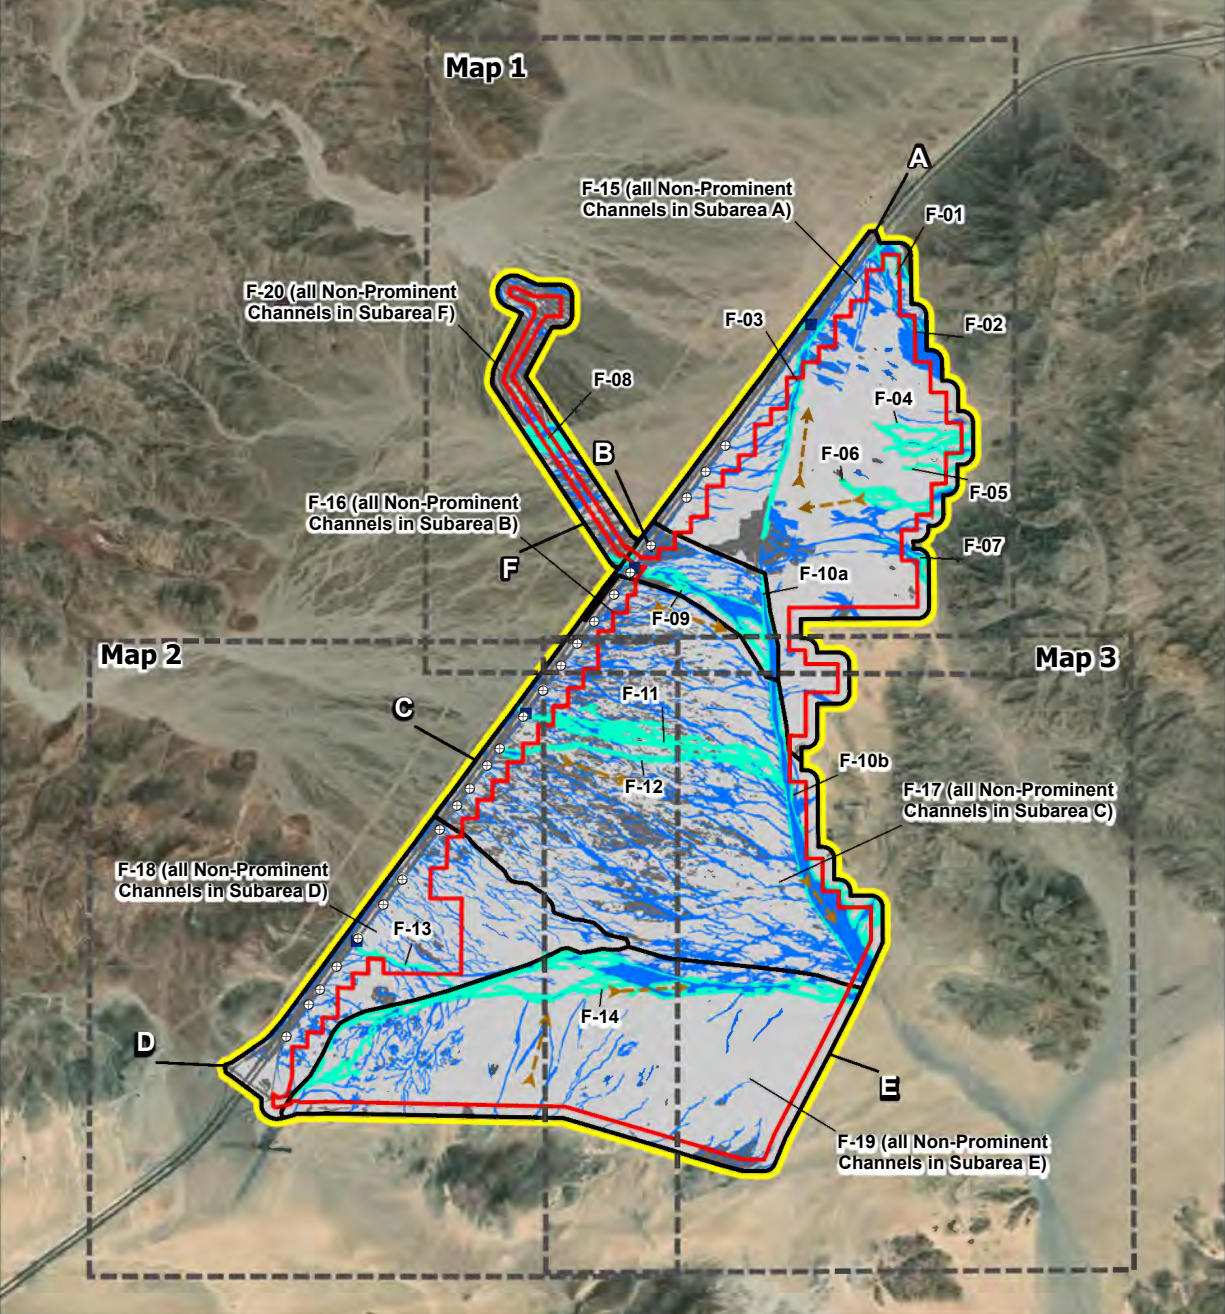 Map 1
A
F-15 (all Non-Prominent
Channels in Subarea A)
F-01
F-20 (all Non-Prominent
Channels in Subarea F)
F-03
F-02
F-08
F-04
B
F-06
F-05
F-16 (all Non-Prominent
Channels in Subarea B)
F-07
F
F-10a
F-09
Map 2
Map 3
F-11
C
F-10b
F-12
F-17 (all Non-Prominent
Channels in Subarea C)
F-18 (all Non-Prominent
Channels in Subarea D)
F-13
F-14
D
E
F-19 (all Non-Prominent
Channels in Subarea E)